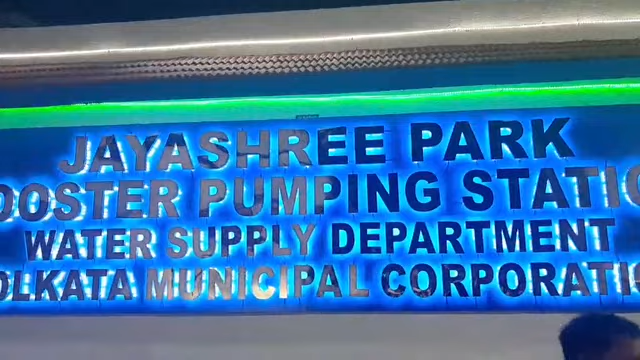 JAYASHREE PARK
OOSTER PUMPING STATIO
WATER SUPPLY DEPARTMENT
OLKATA MUNICIPAL CORPORATI